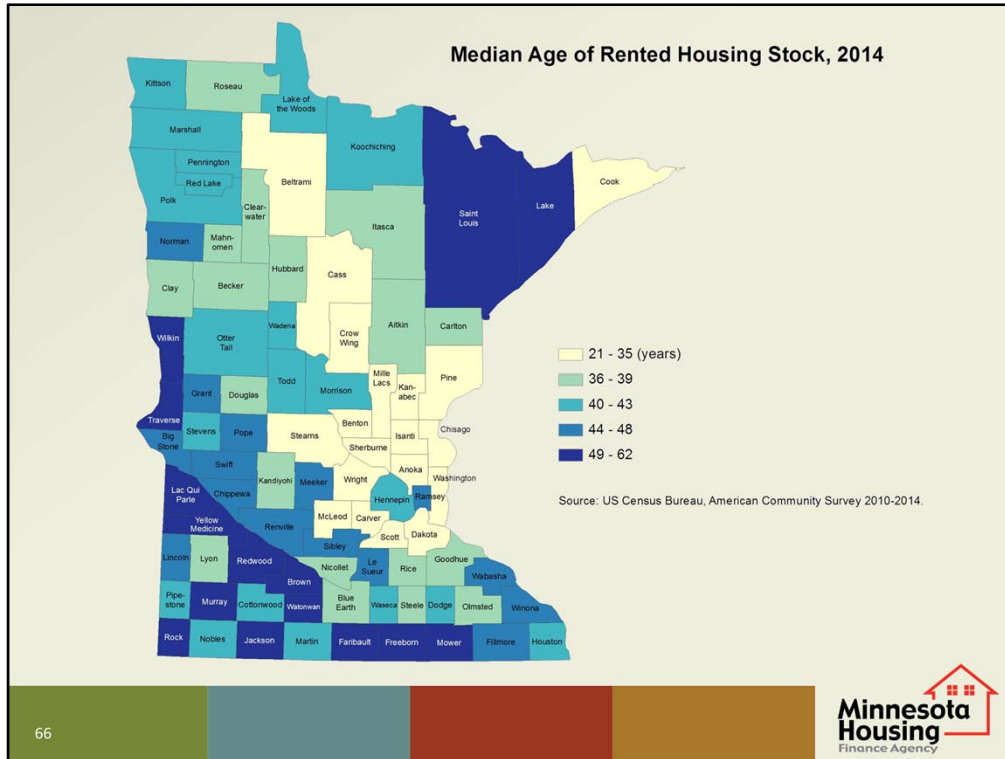 Median Age of Rented Housing Stock, 2014
Kittson
Roseau
Lake of
the Woods
Marshall
Koochiching
Pennington
Red Lake
Polk
Beltrami
Clear-
water
Saint
Louis
Lake
Cook
Itasca
Norman
Mahn-
omen
Hubbard
Cass
Clay
Becker
Aitkin
Carlton
Wadena
Crow
Wing
Wilkin
Otter
Tail
Pine
Todd
Morrison
Mille
Lacs
Kan-
abec
Grant
Douglas
Traverse
Benton
Chisago
Big
Stone
Stevens
Pope
Stearns
Isanti
Sherburne
Swift
Anoka
Washington
Kandiyohi
Meeker
Wright
Hennepin
Ramsey
Lac Qui
Parle
Chippewa
McLeod
Carver
Yellow
Medicine
Renville
Scott
Dakota
Sibley
Lincoln
Lyon
Redwood
Nicollet
Le
Sueur
Rice
Goodhue
Brown
Wabasha
Pipe-
stone
Murray
Cottonwood
Watonwan
Blue
Earth
Waseca
Steele
Dodge
Olmsted
Winona
Rock
Nobles
Jackson
Martin
Faribault
Freeborn
Mower
Fillmore
Houston
21 - 35 (years)
36 - 39
40 - 43
44 - 48
49 - 62
Source: US Census Bureau, American Community Survey 2010-2014.
66
Minnesota
Housing
Finance Agency